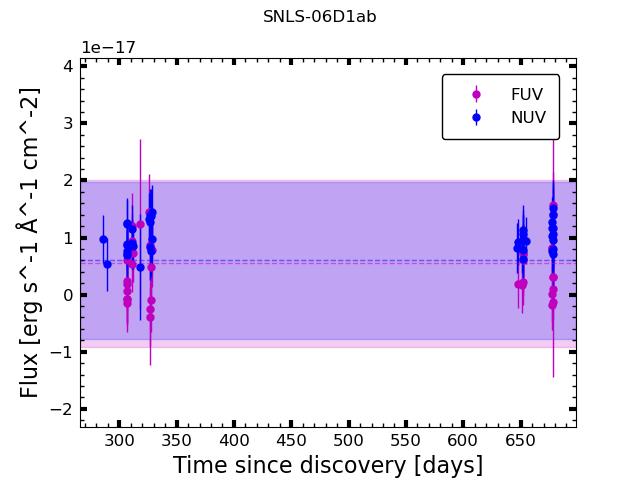 SNLS-06D1ab
1e−17
4
3
2
1
0
−1
−2
300 350 400 450 500 550 600 650
Time since discovery [days]
Flux [erg s^-1 Å^-1 cm^-2]
FUV
NUV